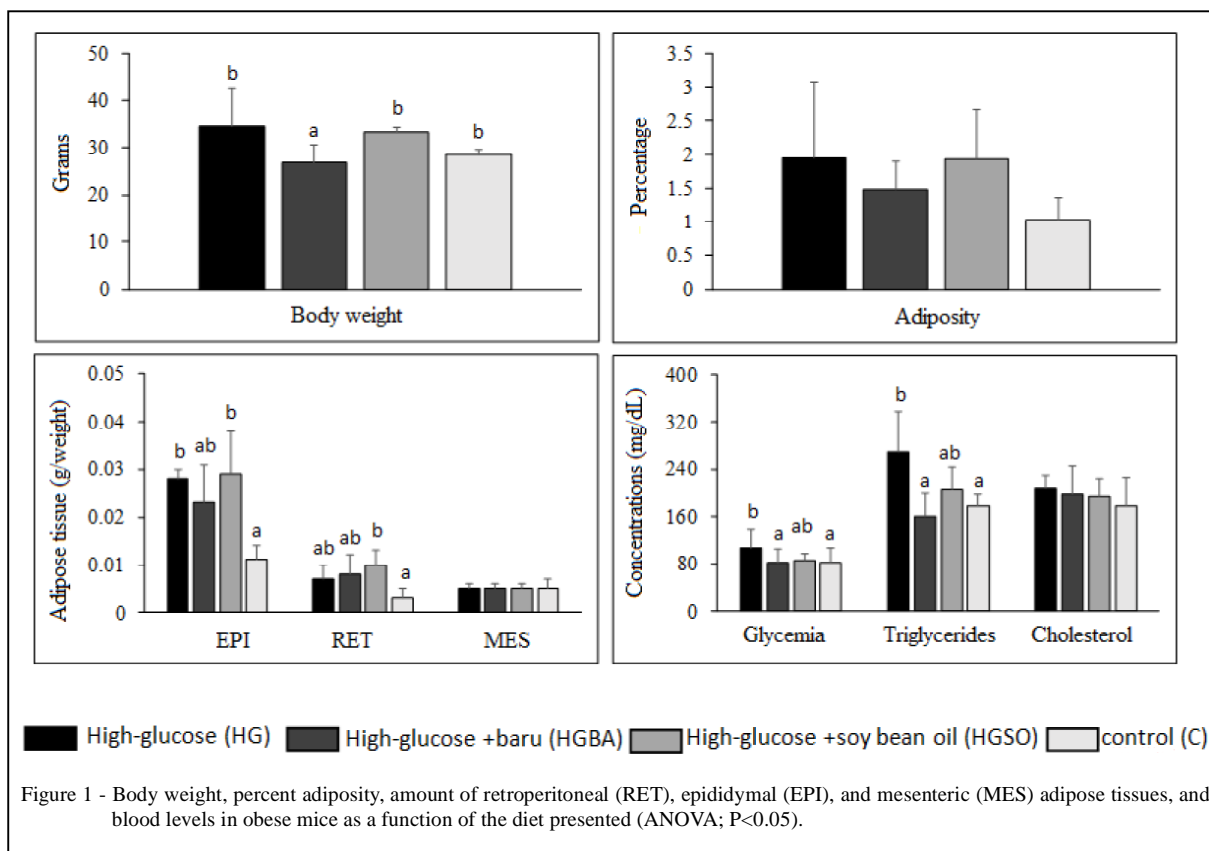 50
40
30
20
10
0
Grams
b
a
b
b
Body weight
3.5
3
2.5
2
1.5
1
0.5
0
Percentage
Adiposity
0.05
0.04
0.03
0.02
0.01
0
Adipose tissue (g/weight)
b ab b a
ab ab b a
EPI RET MES
400
320
240
160
80
0
Concentrations (mg/dL)
b a ab a
b a ab a
Glycemia Triglycerides Cholesterol
High-glucose (HG) High-glucose +baru (HGBA) High-glucose +soy bean oil (HGSO) control (C)
Figure 1 - Body weight, percent adiposity, amount of retroperitoneal (RET), epididymal (EPI), and mesenteric (MES) adipose tissues, and
blood levels in obese mice as a function of the diet presented (ANOVA; P<0.05).